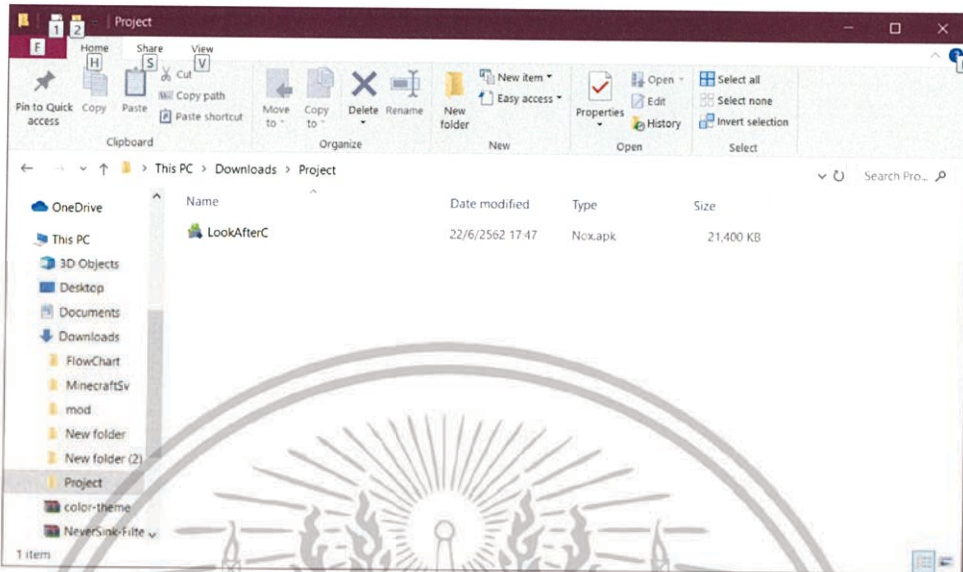 1 2 Project
F Home Share View
H S V
Pin to Quick access
Copy
Paste
Cut
Copy path
Paste shortcut
Clipboard
Move to
Copy to
Delete
Rename
Organize
New folder
New item
Easy access
New
Properties
Open
Edit
History
Open
Select all
Select none
Invert selection
Select
This PC > Downloads > Project
Search Pro...
OneDrive
This PC
3D Objects
Desktop
Documents
Downloads
FlowChart
MinecraftSv
mod
New folder
New folder (2)
Project
color-theme
NeverSink-Filte
Name Date modified Type Size
LookAfterC 22/6/2562 17:47 Nox.apk 21,400 KB
1 item